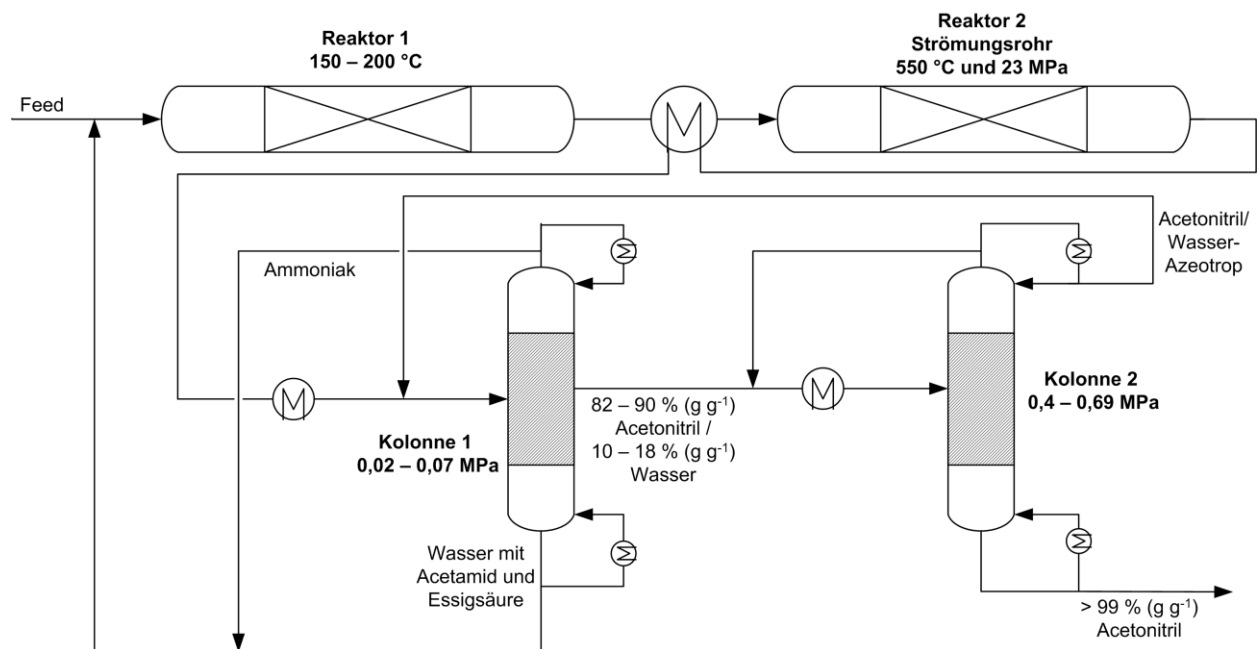 Reaktor 1
150 – 200 °C
Reaktor 2
Strömungsrohr
550 °C und 23 MPa
Feed
Ammoniak
Acetonitril/
Wasser-
Azeotrop
Kolonne 1
0,02 – 0,07 MPa
82 – 90 % (g g⁻¹)
Acetonitril /
10 – 18 % (g g⁻¹)
Wasser
Kolonne 2
0,4 – 0,69 MPa
Wasser mit
Acetamid und
Essigsäure
> 99 % (g g⁻¹)
Acetonitril